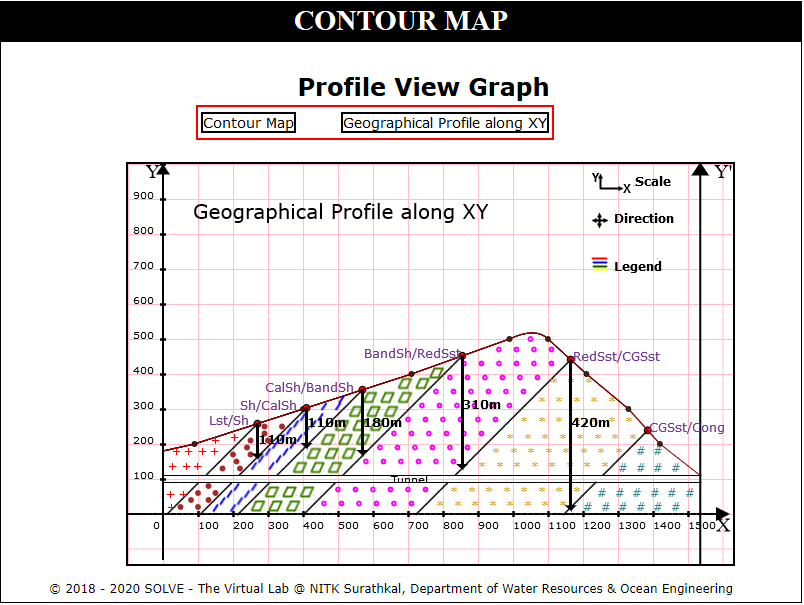 CONTOUR MAP
Profile View Graph
Contour Map Geographical Profile along XY
Y Y'
Y X Scale
900
Geographical Profile along XY
Direction
800
700
Legend
600
500
BandSh/RedSst RedSst/CGSst
400
CalSh/BandSh
Sh/CalSh
300
Lst/Sh 110m 180m 310m 420m CGSst/Cong
110m
200
100
Tunnel
0 100 200 300 400 500 600 700 800 900 1000 1100 1200 1300 1400 1500 X
© 2018 - 2020 SOLVE - The Virtual Lab @ NITK Surathkal, Department of Water Resources & Ocean Engineering